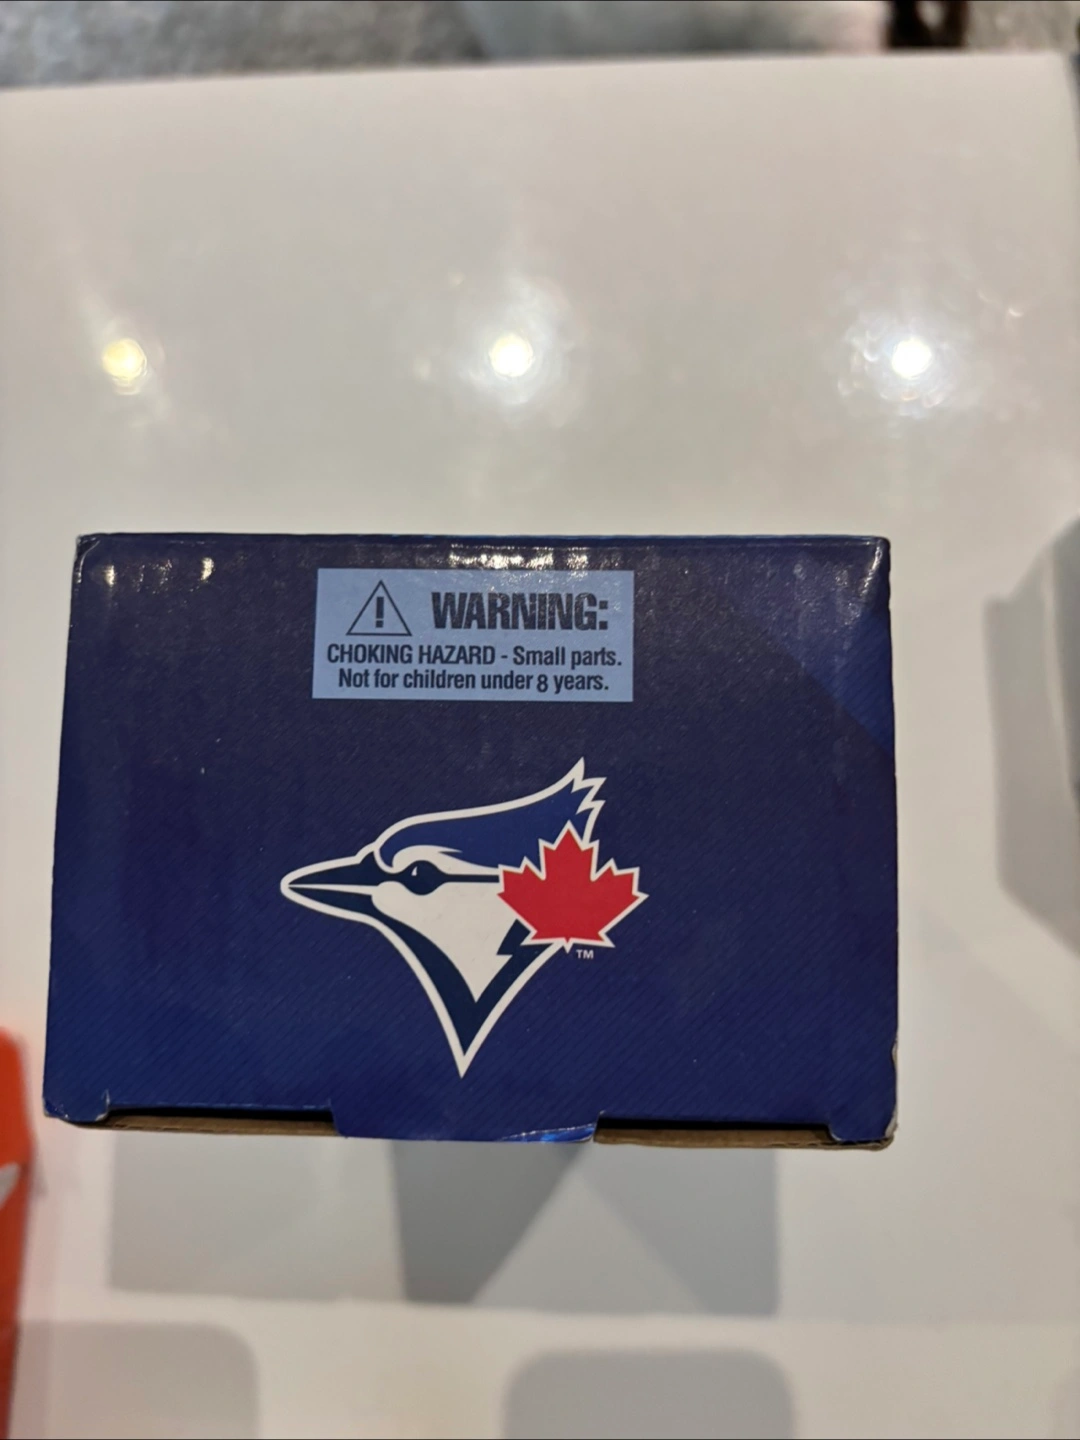 WARNING:
CHOKING HAZARD - Small parts.
Not for children under 8 years.
TM